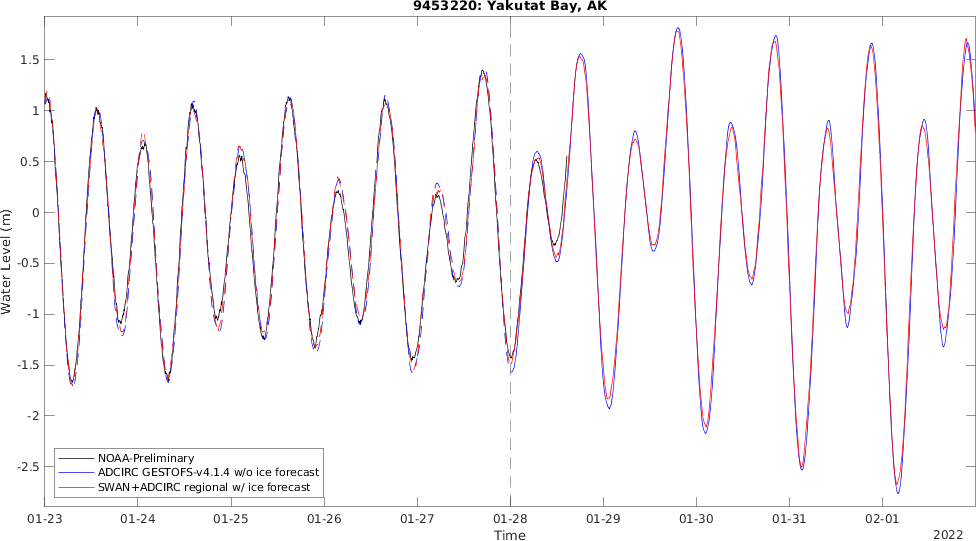 9453220: Yakutat Bay, AK
1.5
1
0.5
0
-0.5
-1
-1.5
-2
-2.5
Water Level (m)
NOAA-Preliminary
ADCIRC GESTOFS-v4.1.4 w/o ice forecast
SWAN+ADCIRC regional w/ ice forecast
01-23 01-24 01-25 01-26 01-27 01-28 01-29 01-30 01-31 02-01
Time
2022